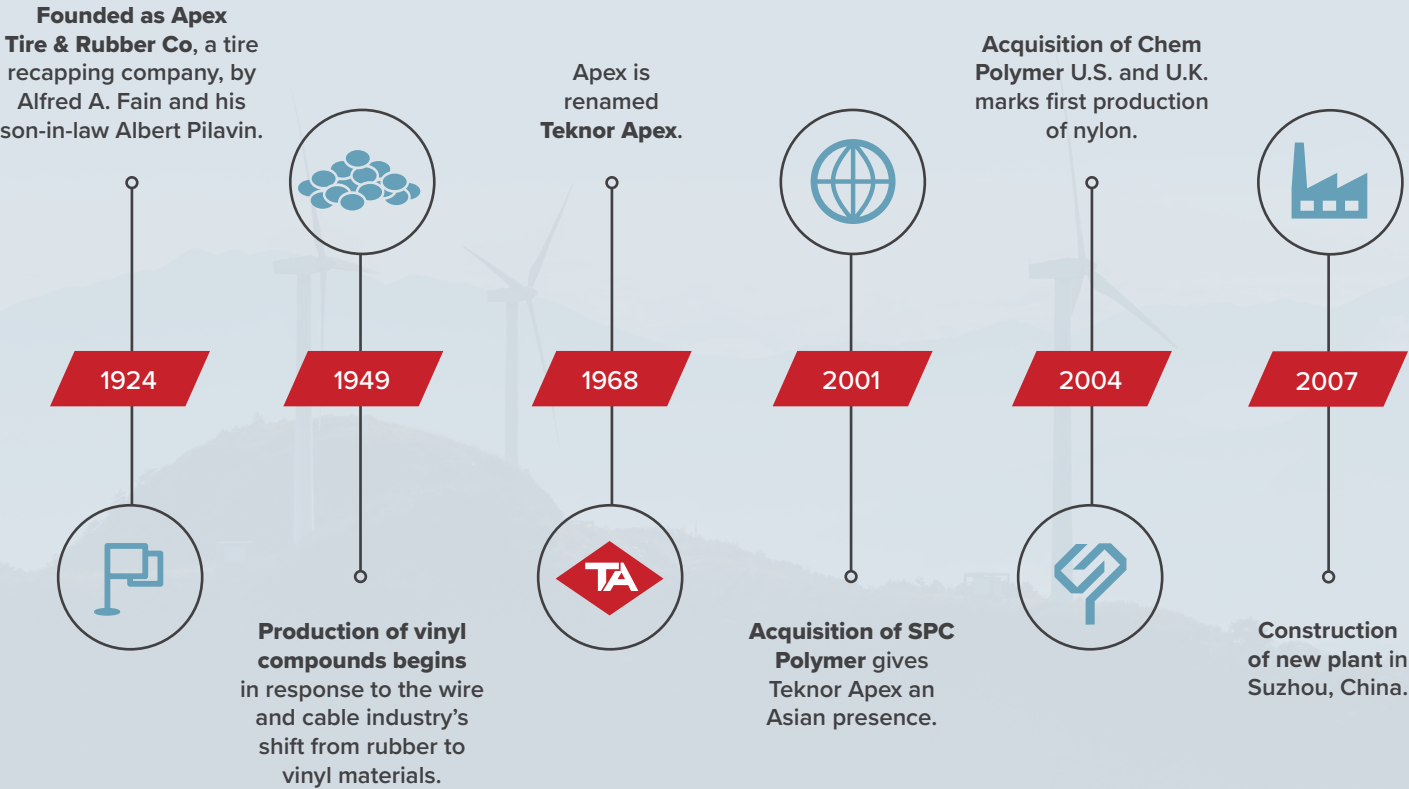 Founded as Apex
Tire & Rubber Co, a tire
recapping company, by
Alfred A. Fain and his
son-in-law Albert Pilavin.
1924
1949
Production of vinyl
compounds begins
in response to the wire
and cable industry’s
shift from rubber to
vinyl materials.
Apex is
renamed
Teknor Apex.
1968
TA
2001
Acquisition of SPC
Polymer gives
Teknor Apex an
Asian presence.
Acquisition of Chem
Polymer U.S. and U.K.
marks first production
of nylon.
2004
2007
Construction
of new plant in
Suzhou, China.